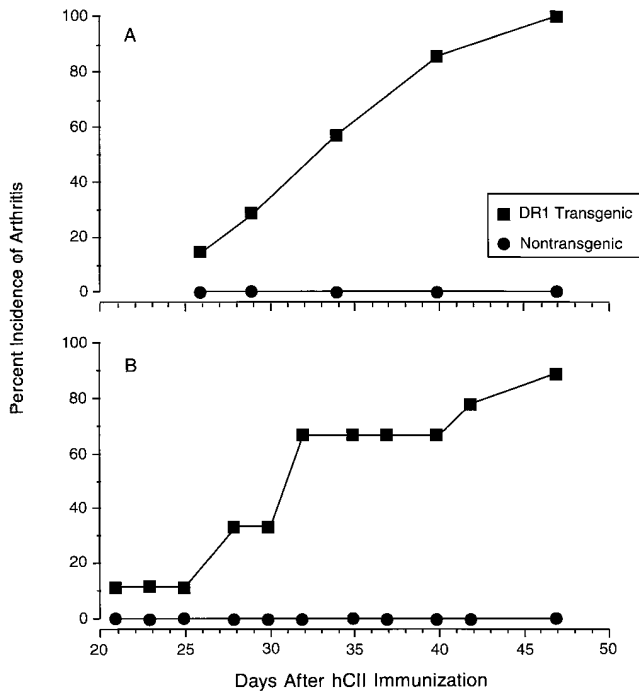 Percent Incidence of Arthritis
A
100
80
60
40
20
0
DR1 Transgenic
Nontransgenic
B
100
80
60
40
20
0
20 25 30 35 40 45 50
Days After hCII Immunization